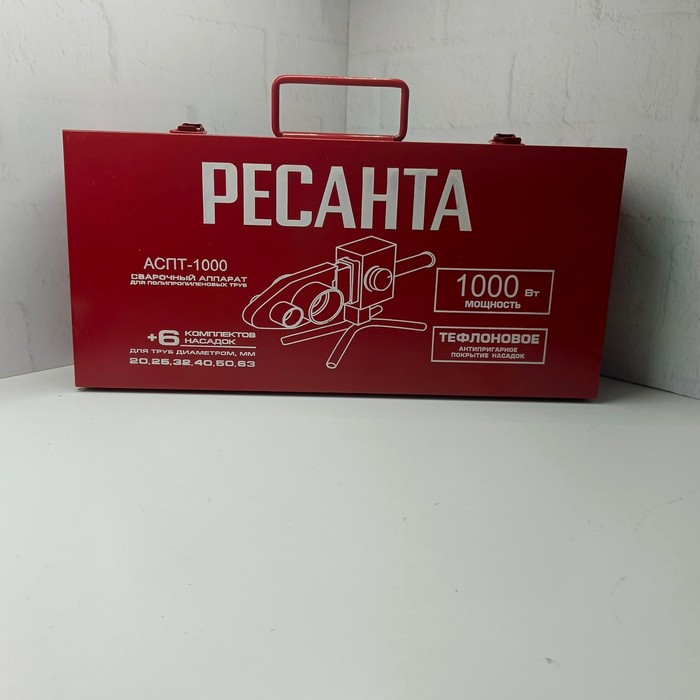 РЕСАНТА
АСПТ-1000
СВАРОЧНЫЙ АППАРАТ
ДЛЯ ПОЛИПРОПИЛЕНОВЫХ ТРУБ
+6 КОМПЛЕКТОВ
НАСАДОК
ДЛЯ ТРУБ ДИАМЕТРОМ, ММ
20,25,32,40,50,63
1000 Вт
МОЩНОСТЬ
ТЕФЛОНОВОЕ
АНТИПРИГАРНОЕ
ПОКРЫТИЕ НАСАДОК